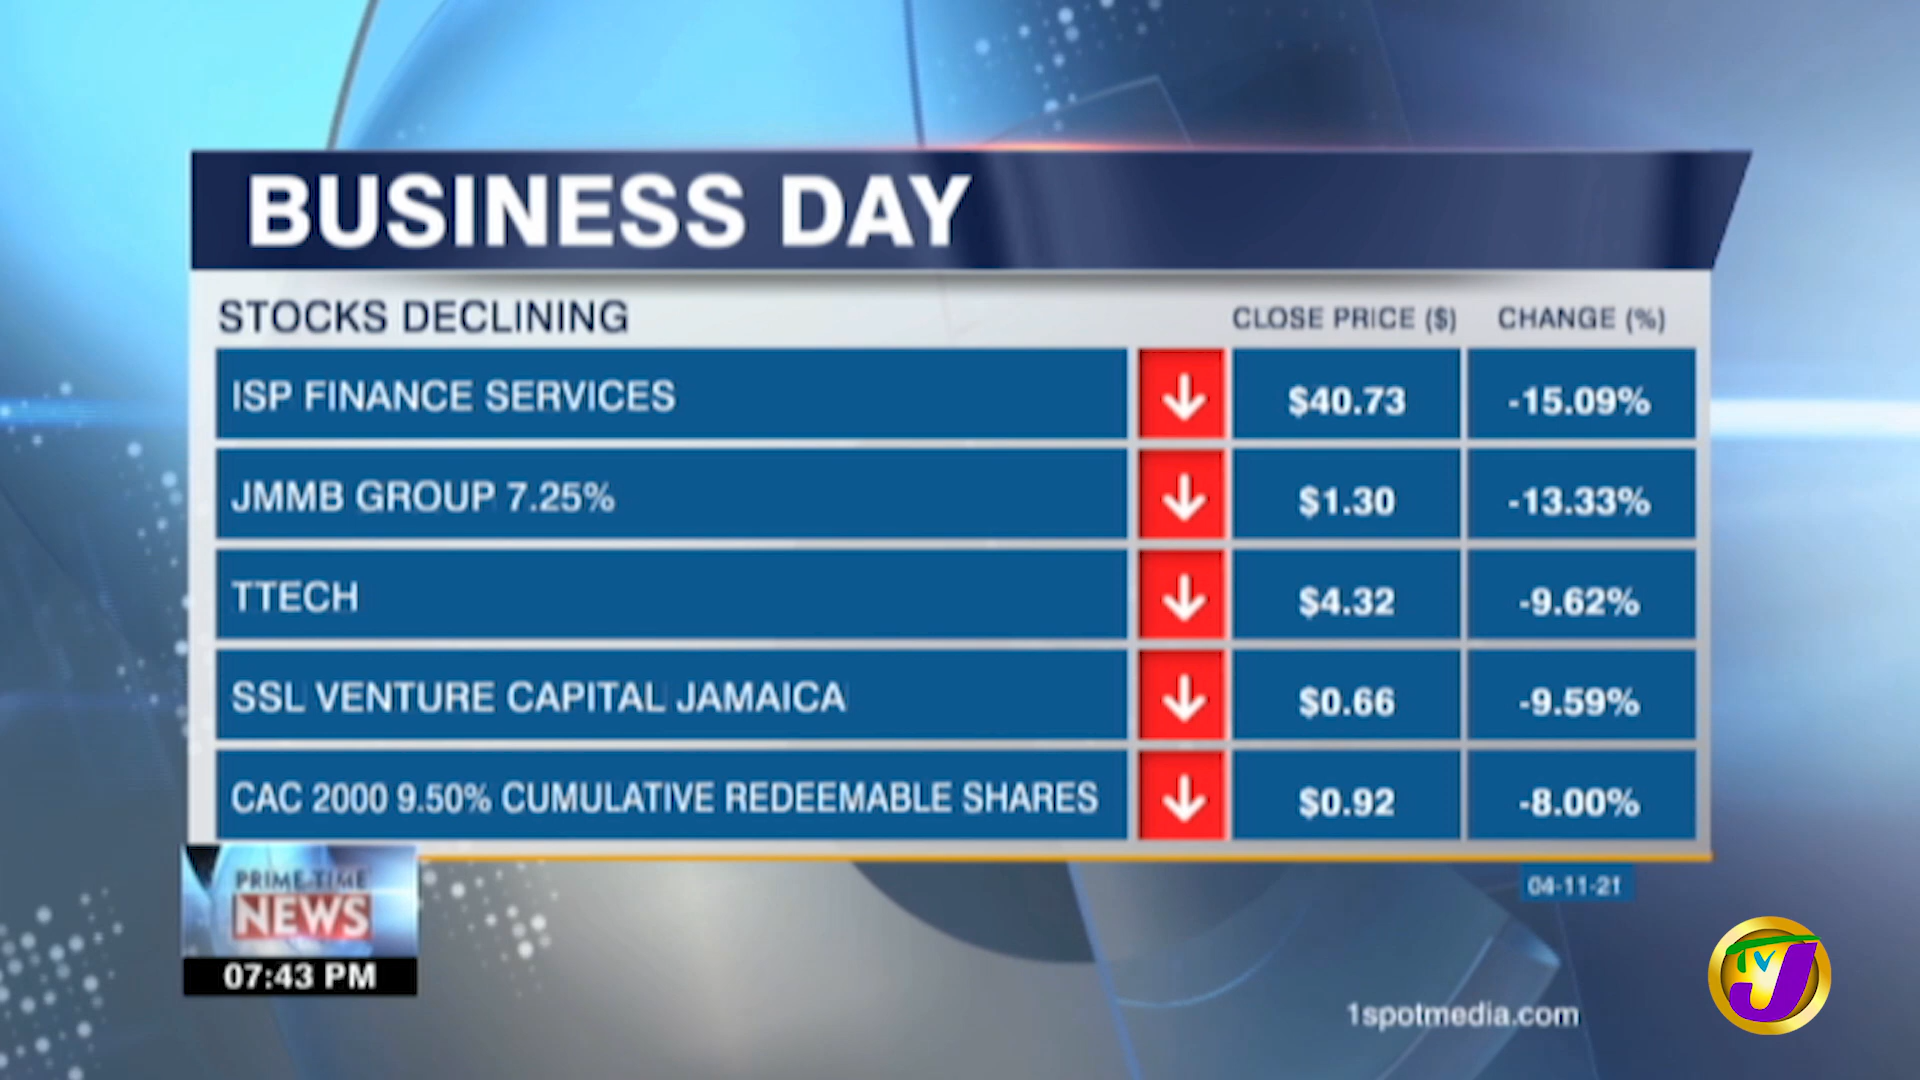 BUSINESS DAY
STOCKS DECLINING CLOSE PRICE ($) CHANGE (%)
ISP FINANCE SERVICES $40.73 -15.09%
JMMB GROUP 7.25% $1.30 -13.33%
TTECH $4.32 -9.62%
SSL VENTURE CAPITAL JAMAICA $0.66 -9.59%
CAC 2000 9.50% CUMULATIVE REDEEMABLE SHARES $0.92 -8.00%
04-11-21
PRIME TIME
NEWS
07:43 PM
1spotmedia.com
TVJ